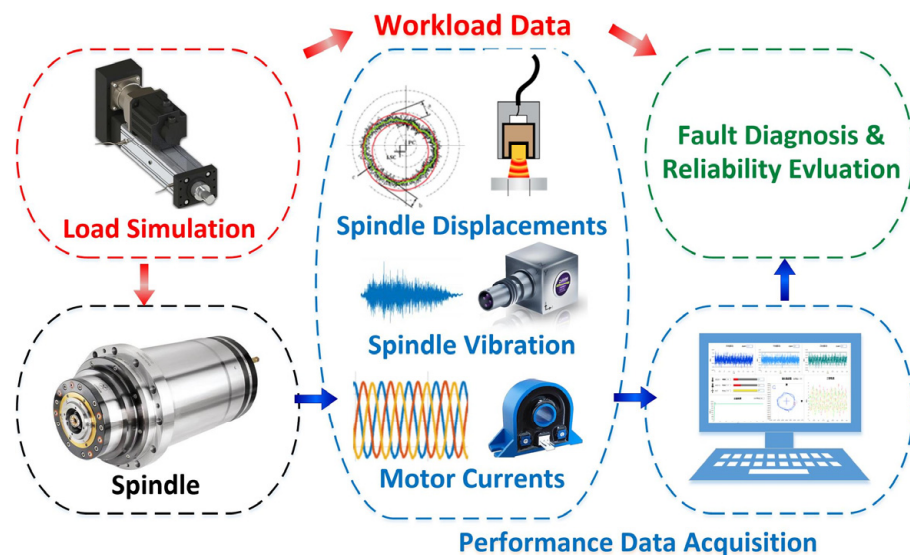 Workload Data
Load Simulation
Fault Diagnosis &
Reliability Evluation
Spindle Displacements
Spindle Vibration
Spindle
Motor Currents
Performance Data Acquisition